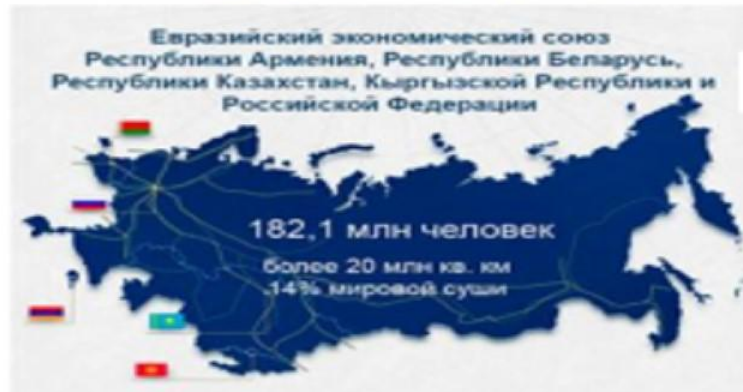 Евразийский экономический союз
Республики Армения, Республики Беларусь,
Республики Казахстан, Кыргызской Республики и
Российской Федерации
182,1 млн человек
более 20 млн кв. км
14% мировой суши